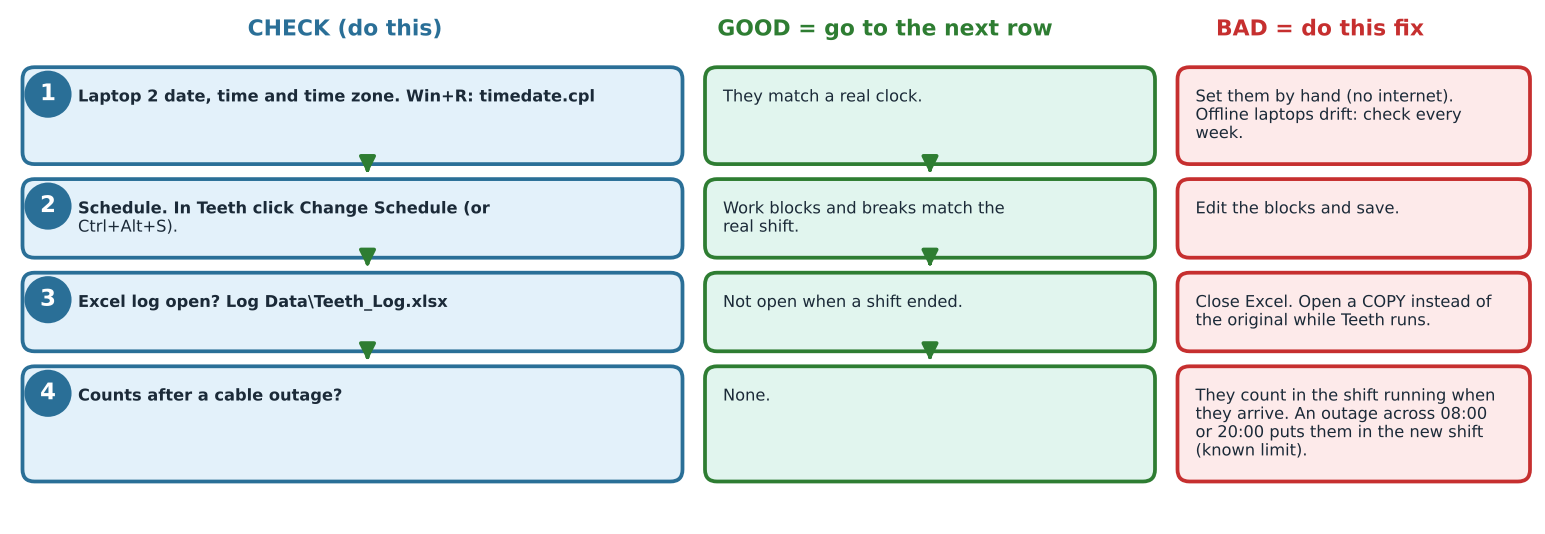 CHECK (do this)
GOOD = go to the next row
BAD = do this fix
1
Laptop 2 date, time and time zone. Win+R: timedate.cpl
They match a real clock.
Set them by hand (no internet).
Offline laptops drift: check every
week.
2
Schedule. In Teeth click Change Schedule (or
Ctrl+Alt+S).
Work blocks and breaks match the
real shift.
Edit the blocks and save.
3
Excel log open? Log Data\Teeth_Log.xlsx
Not open when a shift ended.
Close Excel. Open a COPY instead of
the original while Teeth runs.
4
Counts after a cable outage?
None.
They count in the shift running when
they arrive. An outage across 08:00
or 20:00 puts them in the new shift
(known limit).